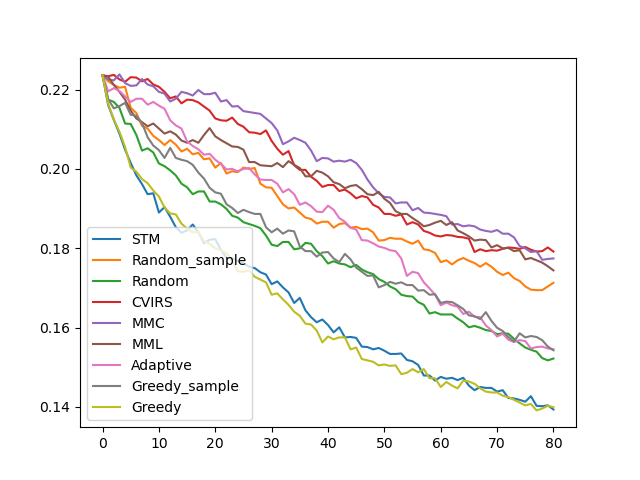 0.22
0.20
0.18
0.16
0.14
STM
Random_sample
Random
CVIRS
MMC
MML
Adaptive
Greedy_sample
Greedy
0 10 20 30 40 50 60 70 80